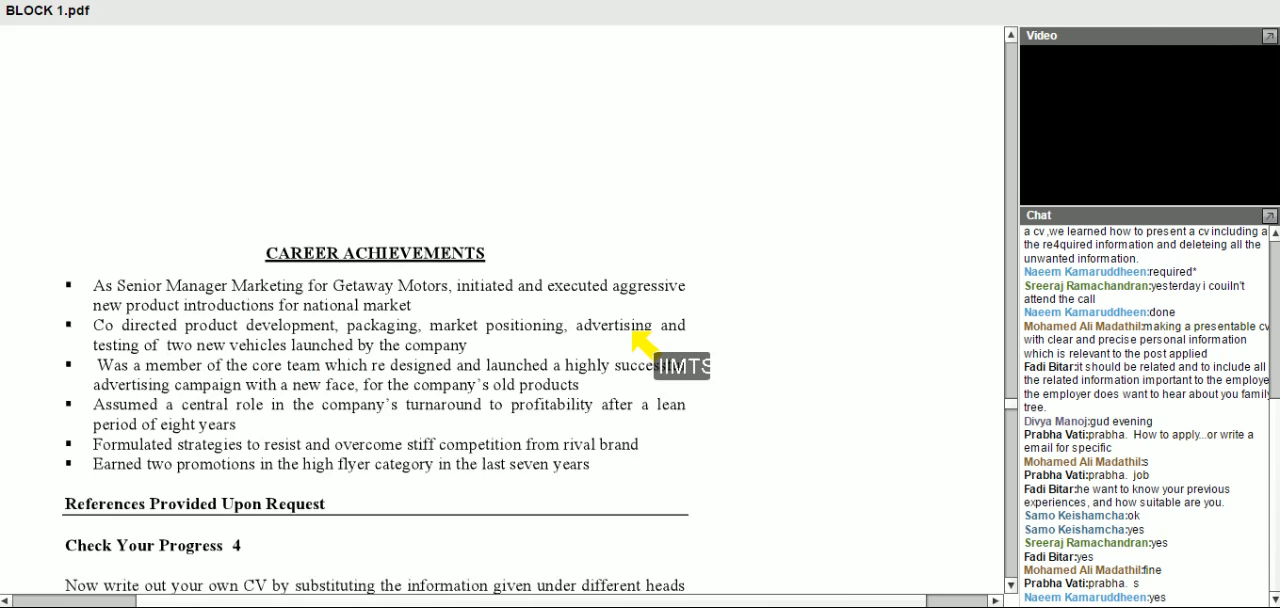 BLOCK 1.pdf
CAREER ACHIEVEMENTS
▪ As Senior Manager Marketing for Getaway Motors, initiated and executed aggressive
new product introductions for national market
▪ Co directed product development, packaging, market positioning, advertising and
testing of two new vehicles launched by the company
▪ Was a member of the core team which re designed and launched a highly
advertising campaign with a new face, for the company's old products
▪ Assumed a central role in the company's turnaround to profitability after a lean
period of eight years
▪ Formulated strategies to resist and overcome stiff competition from rival brand
▪ Earned two promotions in the high flyer category in the last seven years
References Provided Upon Request
Check Your Progress 4
Now write out your own CV by substituting the information given under different heads
IIMTS
Video
Chat
a cv ,we learned how to present a cv including a
the re4quired information and deleteing all the
unwanted information.
Naeem Kamaruddheen:required*
Sreeraj Ramachandran:yesterday i couiln't
attend the call
Naeem Kamaruddheen:done
Mohamed Ali Madathil:making a presentable cv
with clear and precise personal information
which is relevant to the post applied
Fadi Bitar:it should be related and to include all
the related information important to the employe
the employer does want to hear about you family
tree.
Divya Manoj:gud evening
Prabha Vati:prabha. How to apply...or write a
email for specific
Mohamed Ali Madathil:s
Prabha Vati:prabha. job
Fadi Bitar:he want to know your previous
experiences, and how suitable are you.
Samo Keishamcha:ok
Samo Keishamcha:yes
Sreeraj Ramachandran:yes
Fadi Bitar:yes
Mohamed Ali Madathil:fine
Prabha Vati:prabha. s
Naeem Kamaruddheen:yes